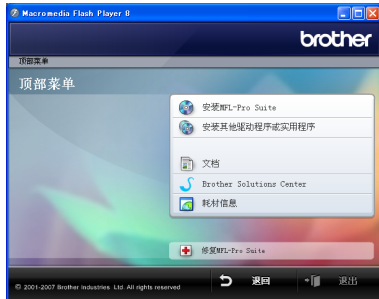 Macromedia Flash Player 8
brother
顶部菜单
顶部菜单
安装MFL-Pro Suite
安装其他驱动程序或实用程序
文档
Brother Solutions Center
耗材信息
修复MFL-Pro Suite
© 2001-2007 Brother Industries Ltd. All rights reserved
退回
退出